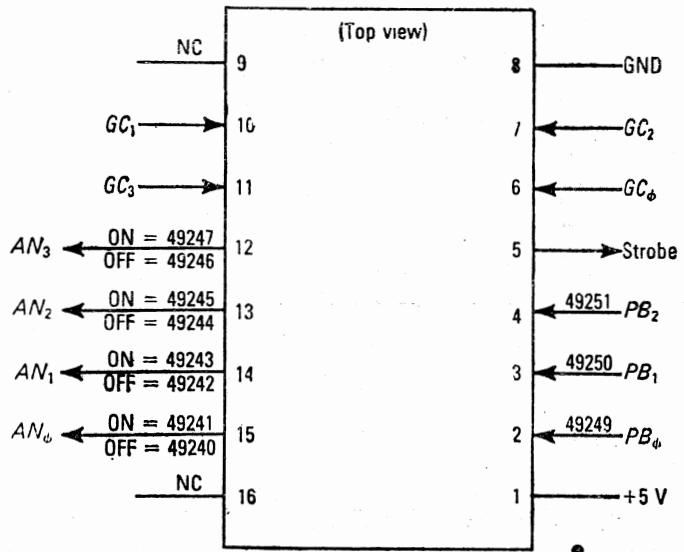 (Top view)
NC 9 8 GND
GC₁ 10 7 GC₂
GC₃ 11 6 GC𝜙
AN₃ ON = 49247 OFF = 49246 12 5 Strobe
AN₂ ON = 49245 OFF = 49244 13 4 49251 PB₂
AN₁ ON = 49243 OFF = 49242 14 3 49250 PB₁
AN𝜙 ON = 49241 OFF = 49240 15 2 49249 PB𝜙
NC 16 1 +5 V